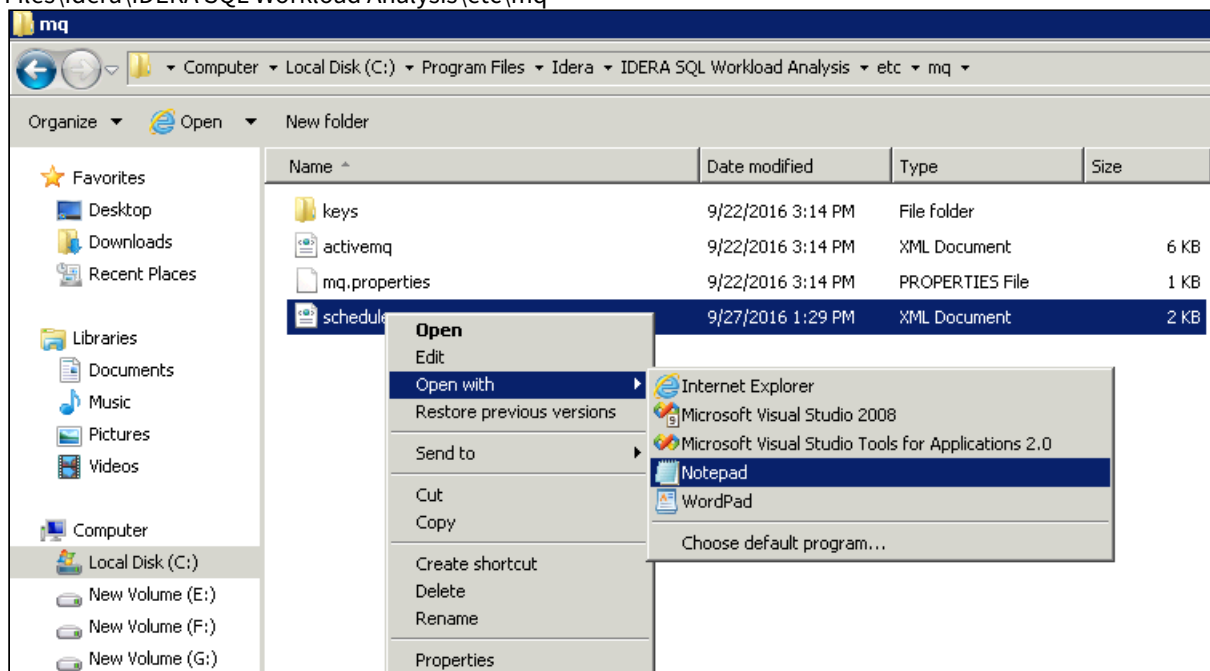 Files\Idera\IDERA SQL Workload Analysis\etc\mq
mq
Computer Local Disk (C:) Program Files Idera IDERA SQL Workload Analysis etc mq
Organize Open New folder
Name Date modified Type Size
Favorites
Desktop
Downloads
Recent Places
Libraries
Documents
Music
Pictures
Videos
Computer
Local Disk (C:)
New Volume (E:)
New Volume (F:)
New Volume (G:)
keys 9/22/2016 3:14 PM File folder
activemq 9/22/2016 3:14 PM XML Document 6 KB
mq.properties 9/22/2016 3:14 PM PROPERTIES File 1 KB
schedule 9/27/2016 1:29 PM XML Document 2 KB
Open
Edit
Open with
Restore previous versions
Send to
Cut
Copy
Create shortcut
Delete
Rename
Properties
Internet Explorer
9 Microsoft Visual Studio 2008
Microsoft Visual Studio Tools for Applications 2.0
Notepad
WordPad
Choose default program...